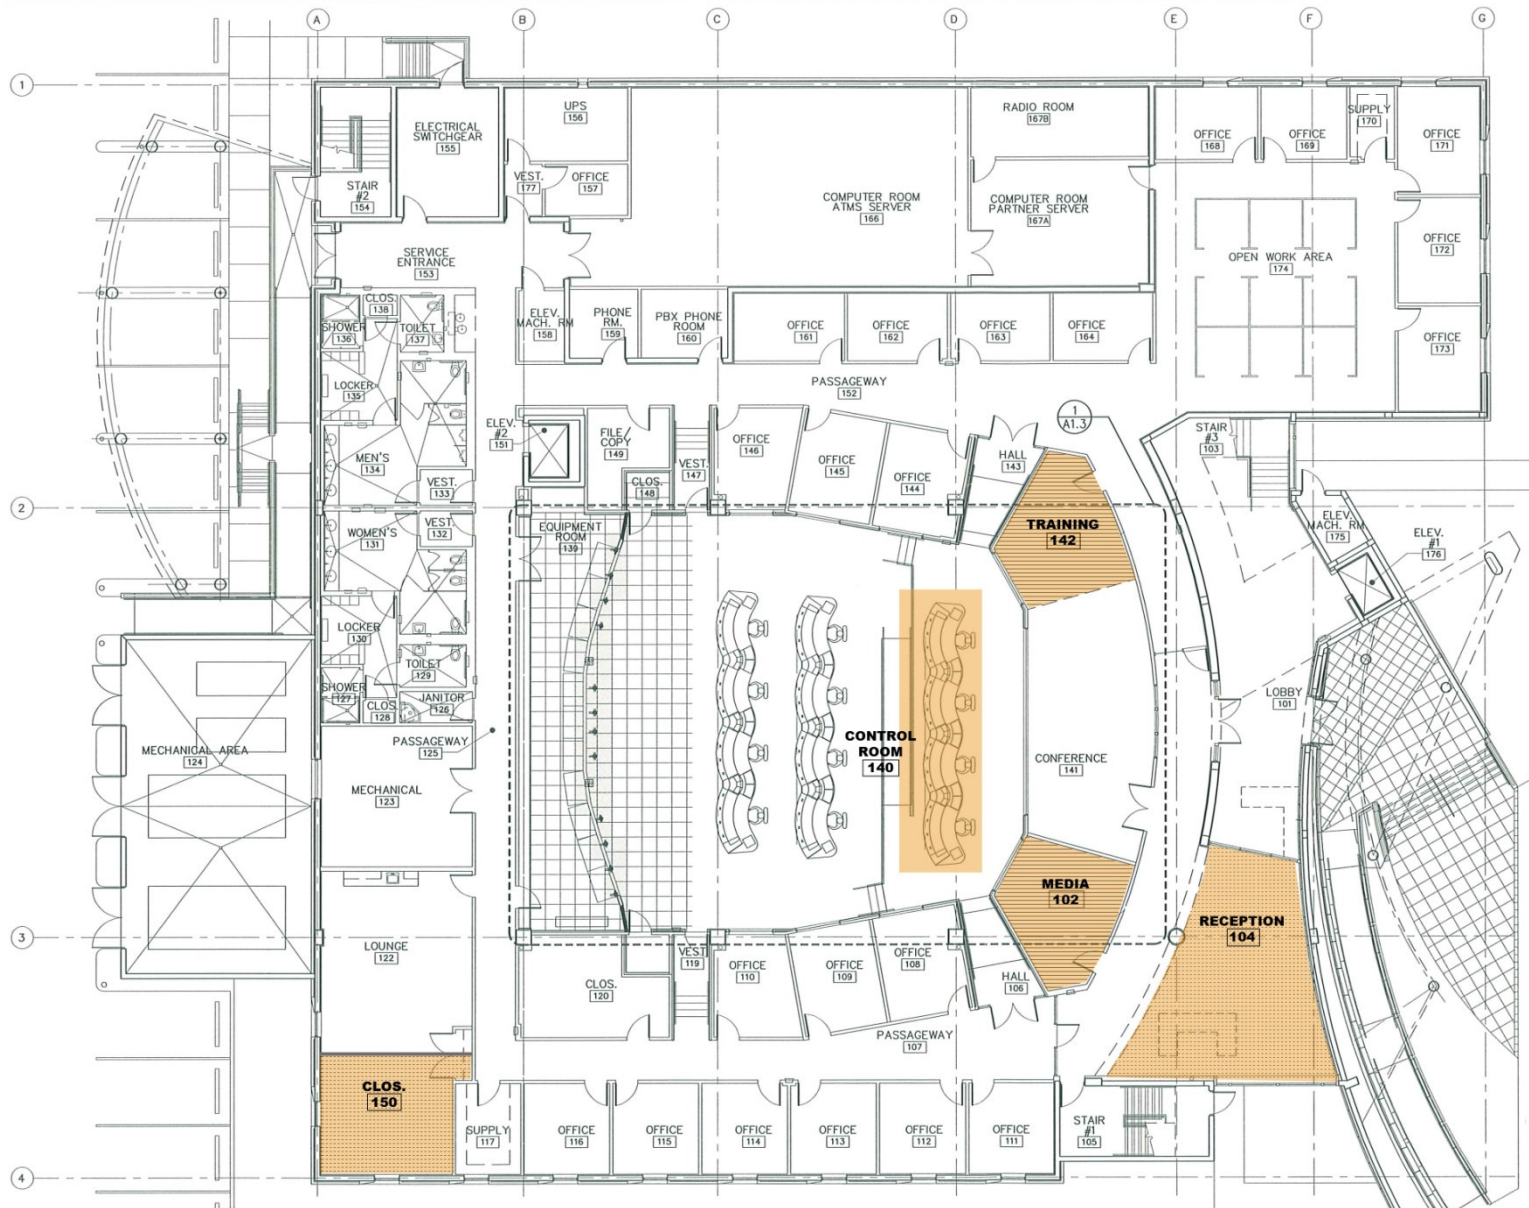 A
B
C
D
E
F
G
1
UPS
156
RADIO ROOM
167B
ELECTRICAL
SWITCHGEAR
155
OFFICE
168
OFFICE
169
SUPPLY
170
OFFICE
171
STAIR
#2
154
VEST.
177
OFFICE
157
COMPUTER ROOM
ATMS SERVER
166
COMPUTER ROOM
PARTNER SERVER
167A
SERVICE
ENTRANCE
153
OPEN WORK AREA
174
OFFICE
172
CLOS.
138
SHOWER
136
TOILET
137
ELEV.
MACH. RM
158
PHONE
RM.
159
PBX PHONE
ROOM
160
OFFICE
161
OFFICE
162
OFFICE
163
OFFICE
164
OFFICE
173
LOCKER
135
PASSAGEWAY
152
1
A1.3
ELEV.
#2
151
FILE/
COPY
149
OFFICE
146
STAIR
#3
103
MEN'S
134
VEST.
133
CLOS.
148
VEST.
147
OFFICE
145
OFFICE
144
HALL
143
2
WOMEN'S
131
VEST.
132
EQUIPMENT
ROOM
139
TRAINING
142
ELEV.
MACH. RM
175
ELEV.
#1
176
LOCKER
130
TOILET
129
SHOWER
127
CLOS.
128
JANITOR
126
LOBBY
101
MECHANICAL AREA
124
PASSAGEWAY
125
CONTROL
ROOM
140
CONFERENCE
141
MECHANICAL
123
MEDIA
102
RECEPTION
104
3
LOUNGE
122
CLOS.
120
VEST.
119
OFFICE
110
OFFICE
109
OFFICE
108
HALL
106
PASSAGEWAY
107
CLOS.
150
SUPPLY
117
OFFICE
116
OFFICE
115
OFFICE
114
OFFICE
113
OFFICE
112
OFFICE
111
STAIR
#1
105
4